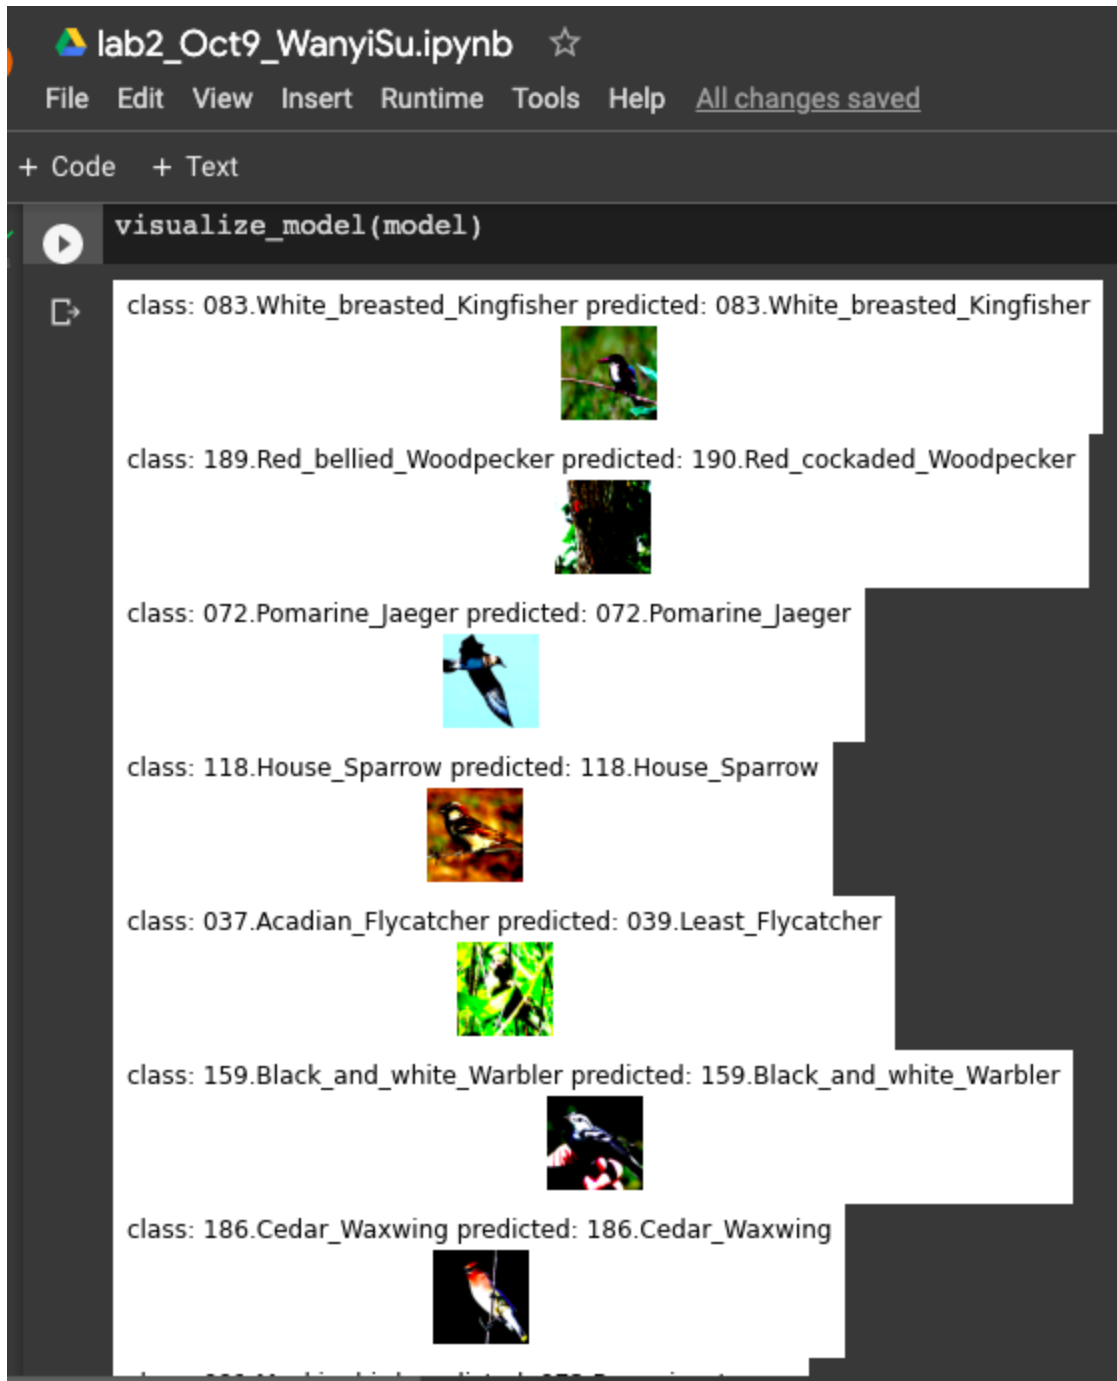 lab2_Oct9_WanyiSu.ipynb
File Edit View Insert Runtime Tools Help All changes saved
+ Code + Text
visualize_model(model)
class: 083.White_breasted_Kingfisher predicted: 083.White_breasted_Kingfisher
class: 189.Red_bellied_Woodpecker predicted: 190.Red_cockaded_Woodpecker
class: 072.Pomarine_Jaeger predicted: 072.Pomarine_Jaeger
class: 118.House_Sparrow predicted: 118.House_Sparrow
class: 037.Acadian_Flycatcher predicted: 039.Least_Flycatcher
class: 159.Black_and_white_Warbler predicted: 159.Black_and_white_Warbler
class: 186.Cedar_Waxwing predicted: 186.Cedar_Waxwing